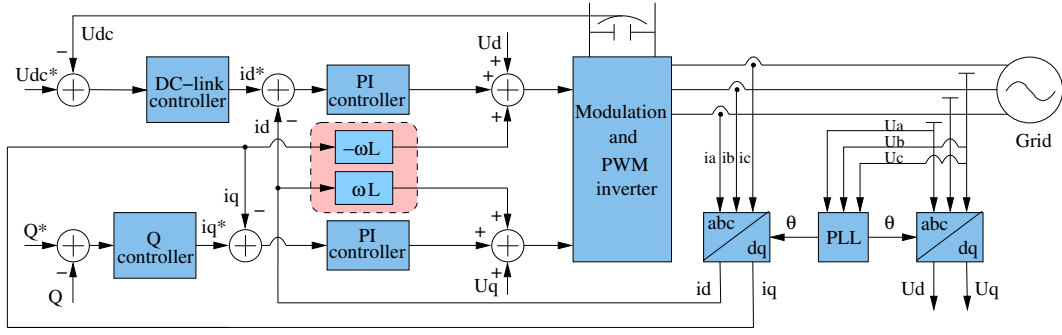 Udc
−
Udc*
DC−link
controller
id*
id
−
PI
controller
Ud
+
+
+
−ωL
ωL
iq
−
Q*
−
Q
Q
controller
iq*
PI
controller
+
+
+
Uq
Modulation
and
PWM
inverter
ia
ib
ic
Grid
Ua
Ub
Uc
abc
dq
θ
PLL
θ
abc
dq
id
iq
Ud
Uq